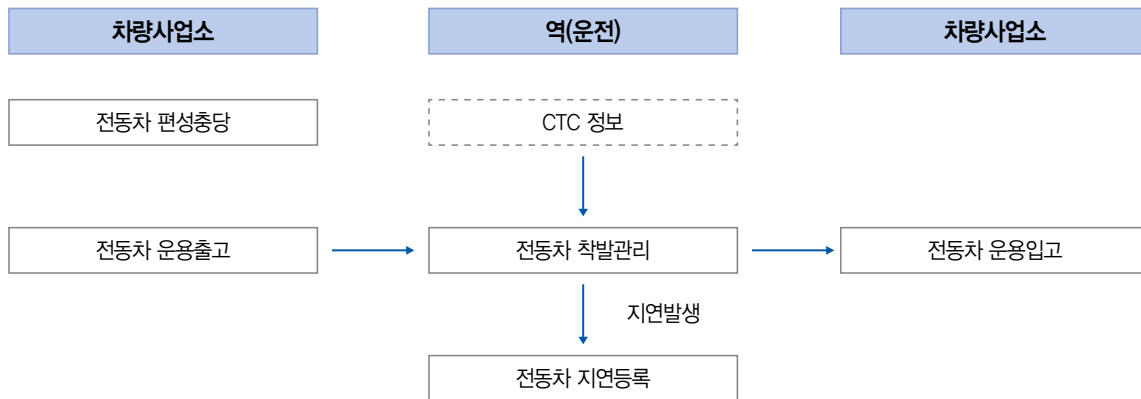 차량사업소
역(운전)
차량사업소
전동차 편성충당
CTC 정보
전동차 운용출고
전동차 착발관리
전동차 운용입고
지연발생
전동차 지연등록